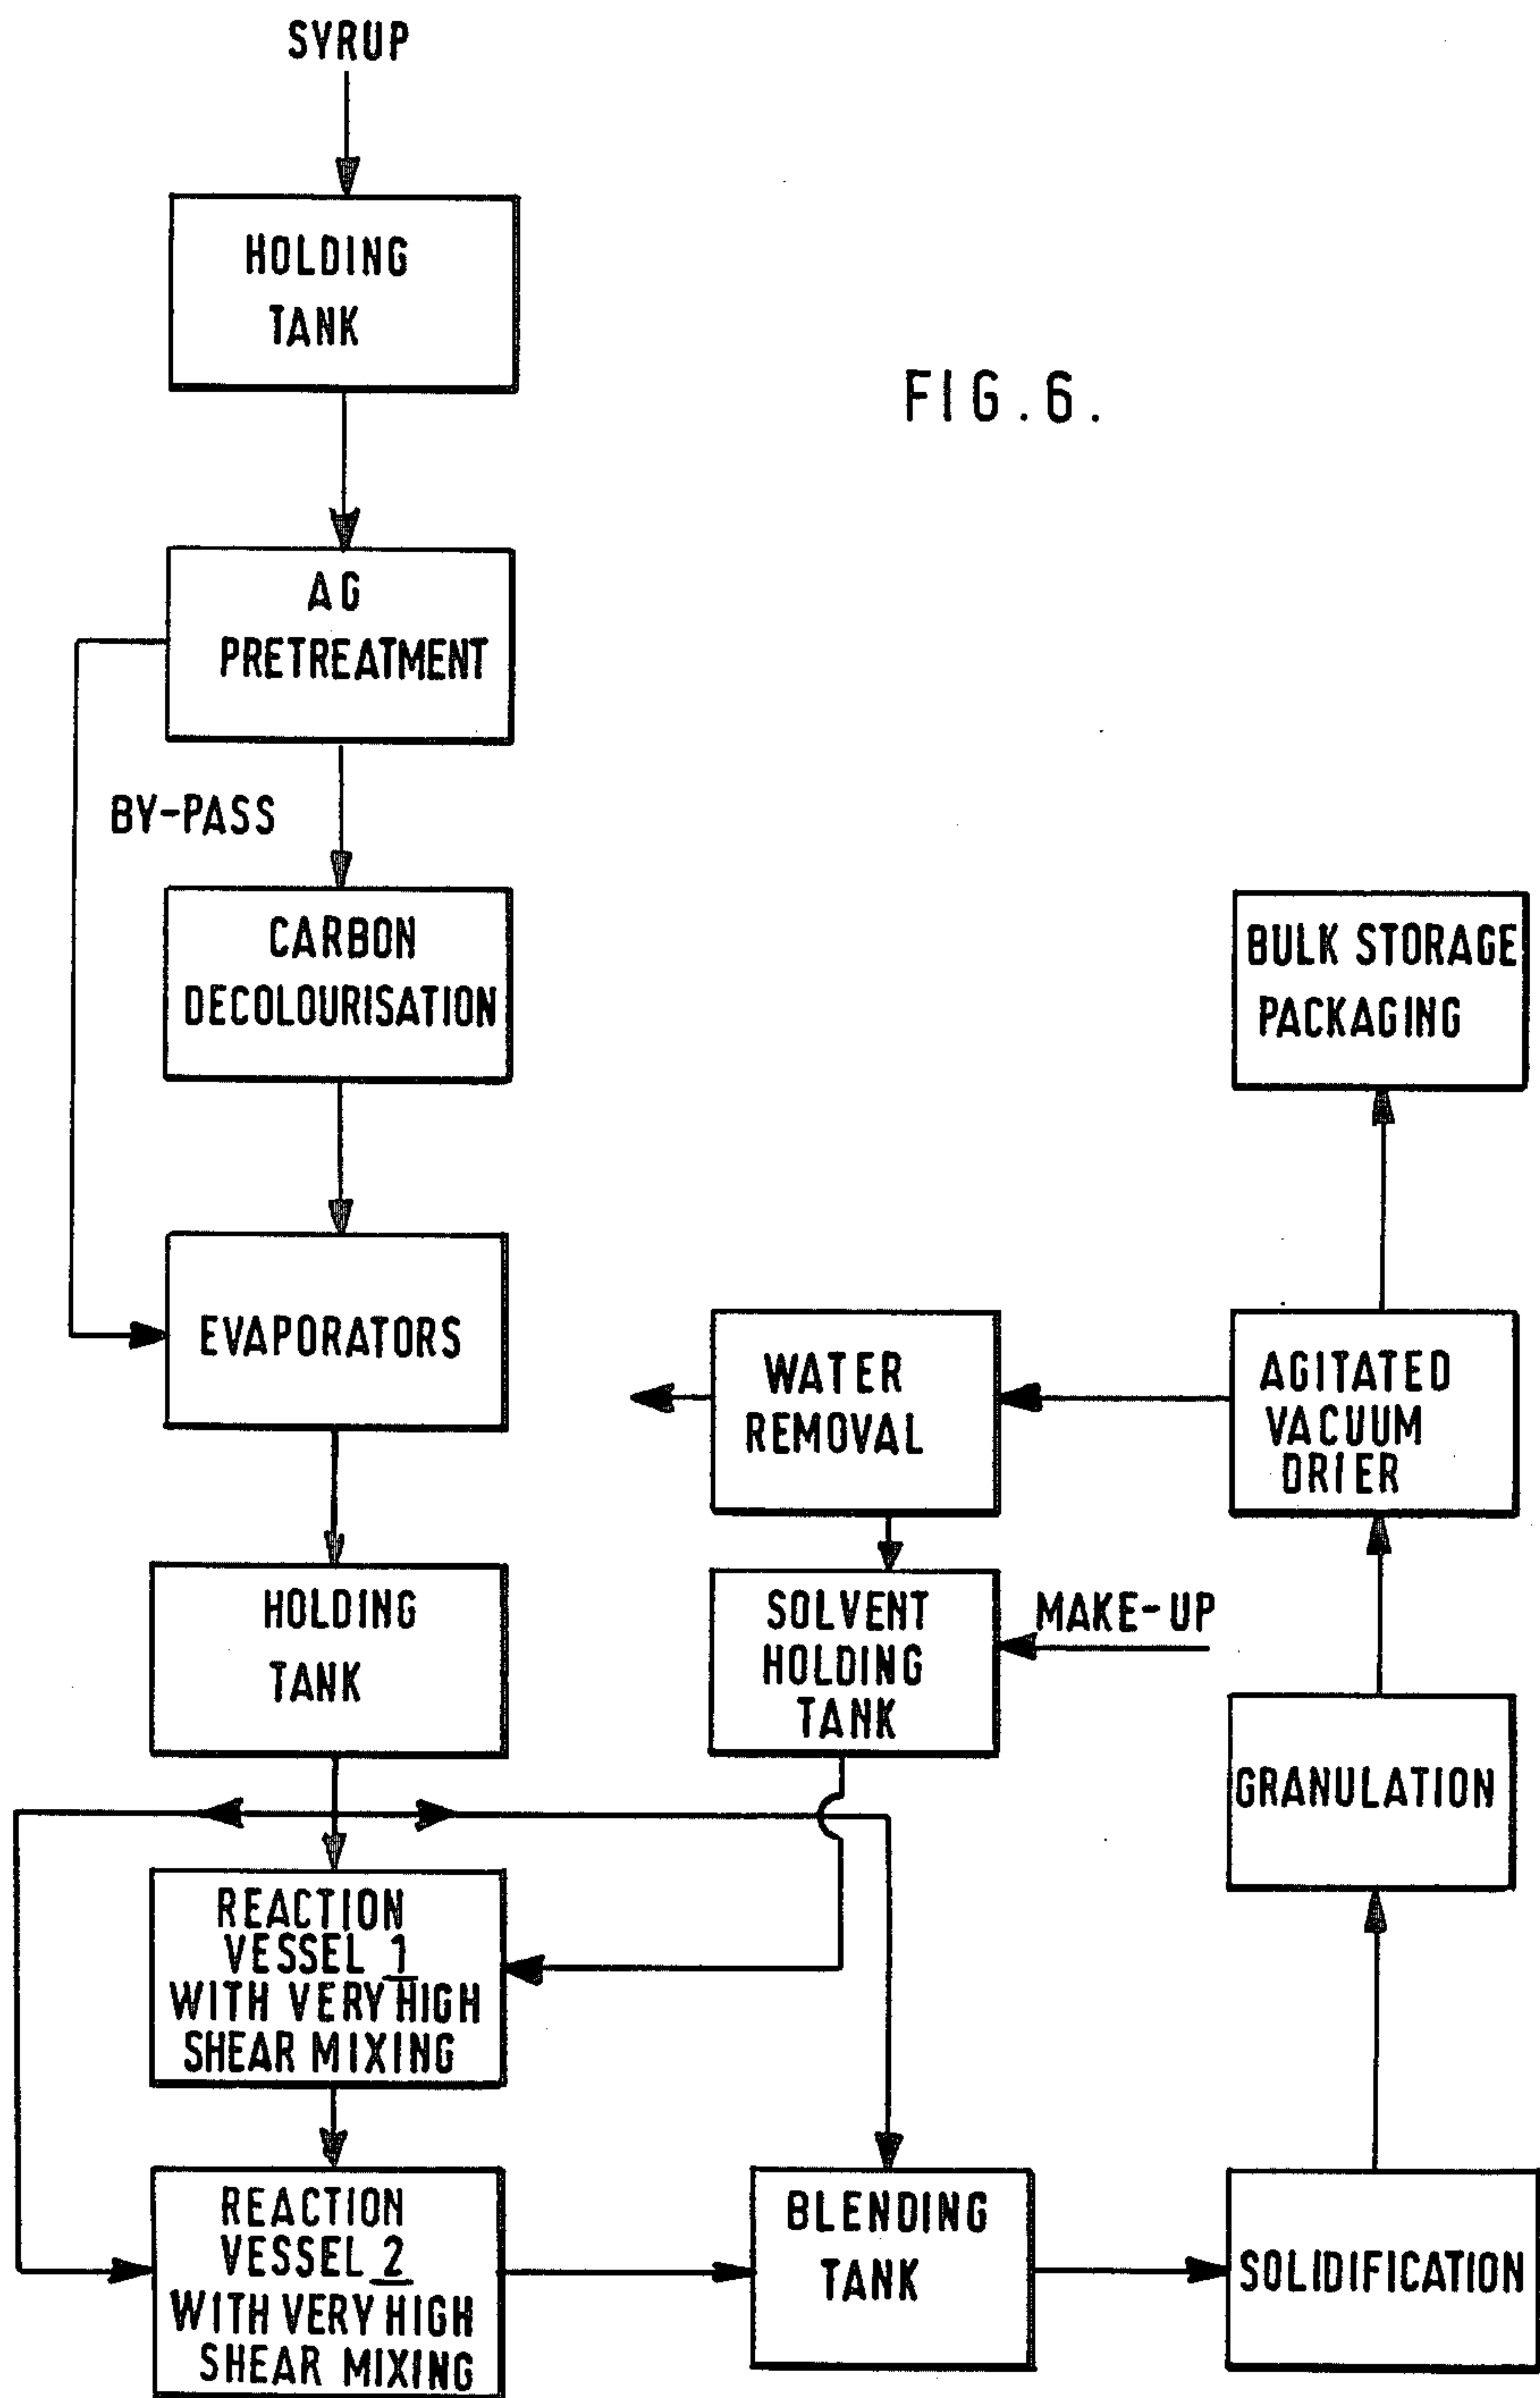 SYRUP
HOLDING
TANK
FIG.6.
AG
PRETREATMENT
BY-PASS
CARBON
DECOLOURISATION
BULK STORAGE
PACKAGING
EVAPORATORS
WATER
REMOVAL
AGITATED
VACUUM
DRIER
HOLDING
TANK
SOLVENT
HOLDING
TANK
MAKE-UP
GRANULATION
REACTION
VESSEL 1
WITH VERY HIGH
SHEAR MIXING
REACTION
VESSEL 2
WITH VERY HIGH
SHEAR MIXING
BLENDING
TANK
SOLIDIFICATION